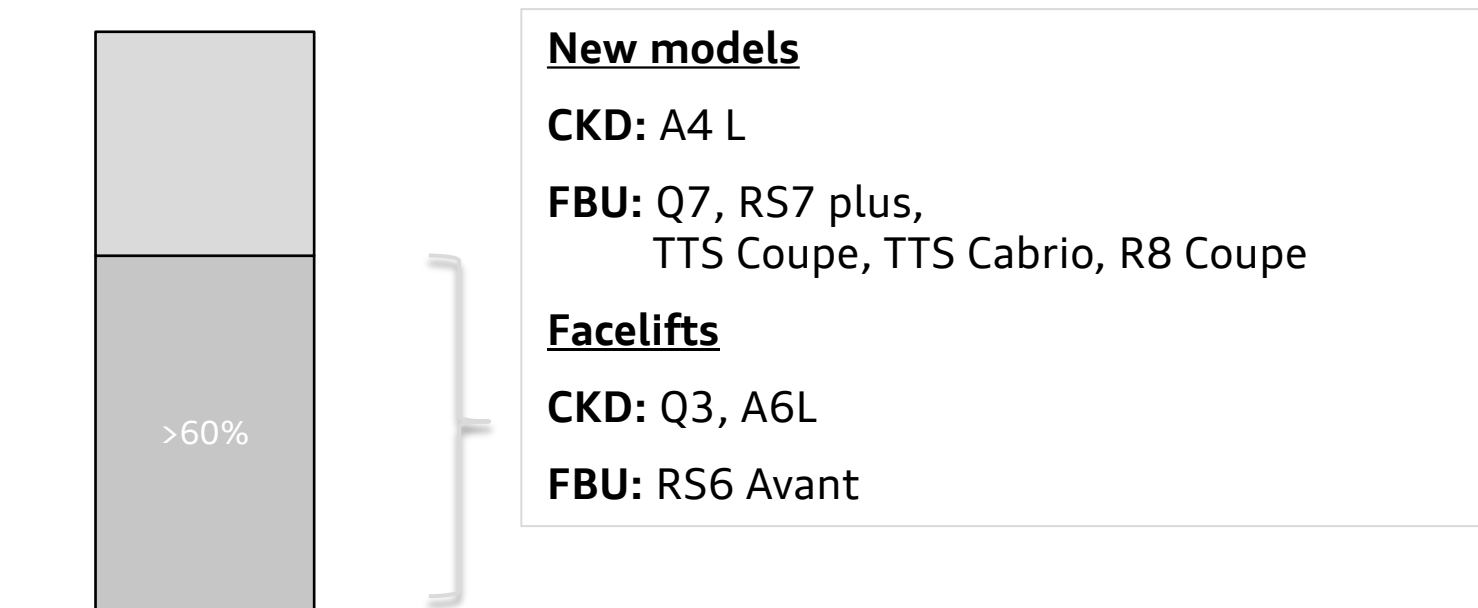 New models
CKD: A4 L
FBU: Q7, RS7 plus,
TTS Coupe, TTS Cabrio, R8 Coupe
Facelifts
CKD: Q3, A6L
FBU: RS6 Avant
>60%